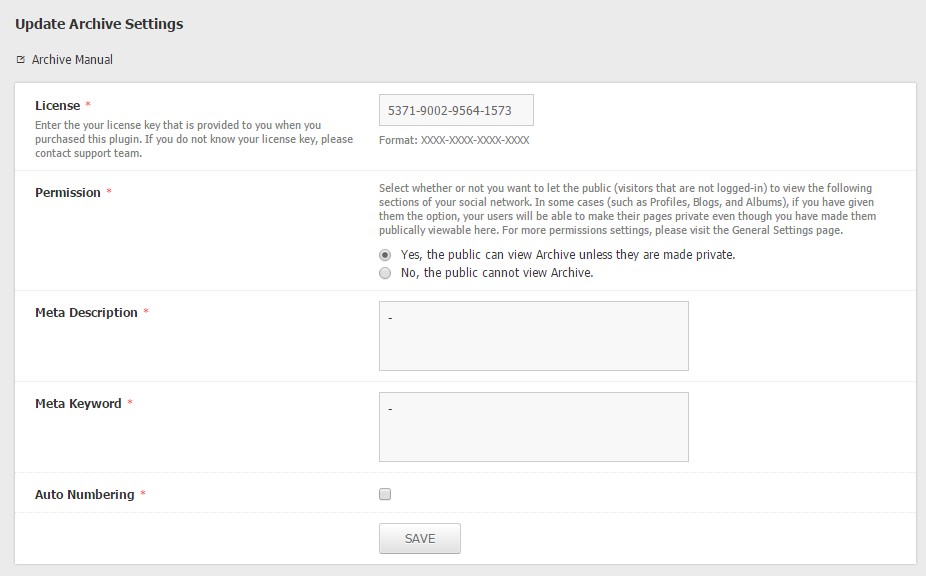 Update Archive Settings
Archive Manual
License *
Enter the your license key that is provided to you when you
purchased this plugin. If you do not know your license key, please
contact support team.
5371-9002-9564-1573
Format: XXXX-XXXX-XXXX-XXXX
Permission *
Select whether or not you want to let the public (visitors that are not logged-in) to view the following
sections of your social network. In some cases (such as Profiles, Blogs, and Albums), if you have given
them the option, your users will be able to make their pages private even though you have made them
publically viewable here. For more permissions settings, please visit the General Settings page.
Yes, the public can view Archive unless they are made private.
No, the public cannot view Archive.
Meta Description *
-
Meta Keyword *
-
Auto Numbering *
SAVE